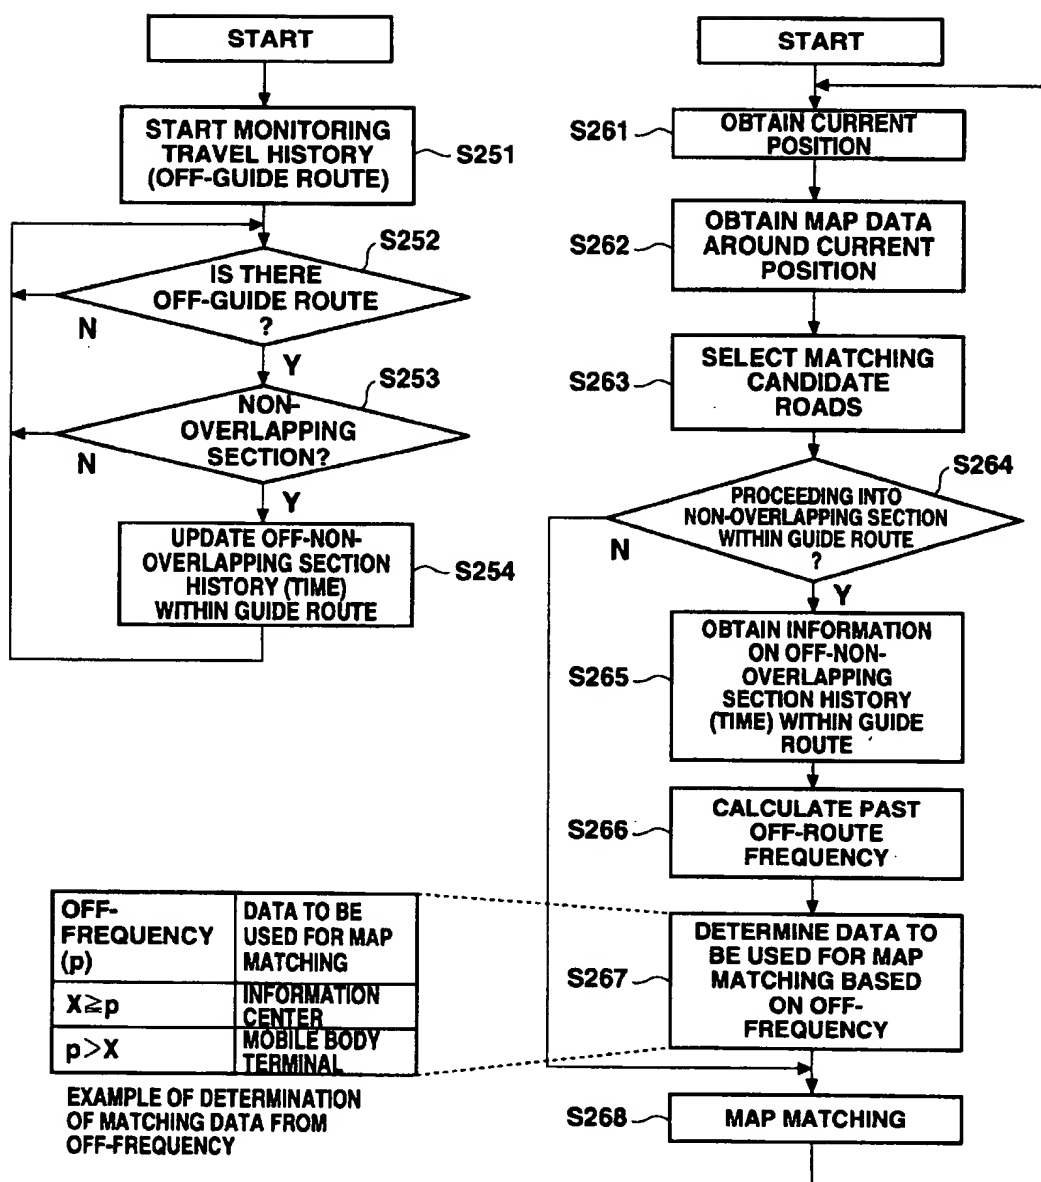 START
START MONITORING
TRAVEL HISTORY
(OFF-GUIDE ROUTE)
S251
S252
IS THERE
OFF-GUIDE ROUTE
?
N
Y
S253
NON-
OVERLAPPING
SECTION?
N
Y
UPDATE OFF-NON-
OVERLAPPING SECTION
HISTORY (TIME)
WITHIN GUIDE ROUTE
S254
START
S261
OBTAIN CURRENT
POSITION
S262
OBTAIN MAP DATA
AROUND CURRENT
POSITION
S263
SELECT MATCHING
CANDIDATE
ROADS
S264
PROCEEDING INTO
NON-OVERLAPPING SECTION
WITHIN GUIDE ROUTE
?
N
Y
S265
OBTAIN INFORMATION
ON OFF-NON-
OVERLAPPING
SECTION HISTORY
(TIME) WITHIN GUIDE
ROUTE
S266
CALCULATE PAST
OFF-ROUTE
FREQUENCY
S267
DETERMINE DATA TO
BE USED FOR MAP
MATCHING BASED
ON OFF-
FREQUENCY
S268
MAP MATCHING
OFF-
FREQUENCY
(p)
DATA TO BE
USED FOR MAP
MATCHING
X≧p
INFORMATION
CENTER
p>X
MOBILE BODY
TERMINAL
EXAMPLE OF DETERMINATION
OF MATCHING DATA FROM
OFF-FREQUENCY